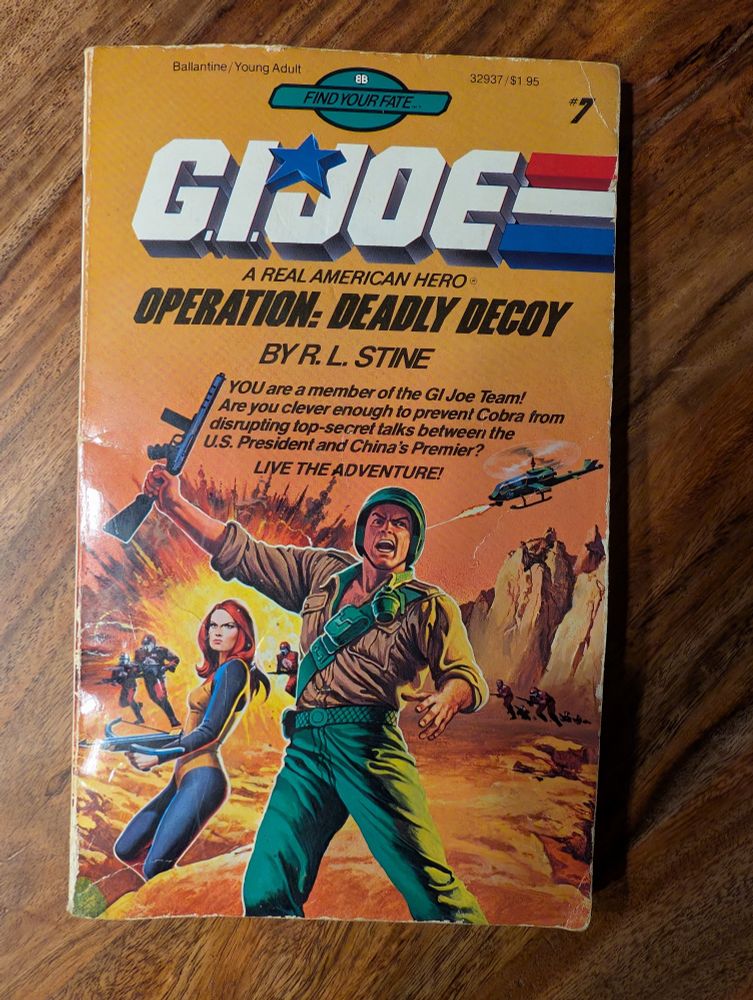 Ballantine/Young Adult
BB
FIND YOUR FATE™
32937/$1.95
#7
G.I. JOE
A REAL AMERICAN HERO®
OPERATION: DEADLY DECOY
BY R. L. STINE
YOU are a member of the GI Joe Team!
Are you clever enough to prevent Cobra from
disrupting top-secret talks between the
U.S. President and China's Premier?
LIVE THE ADVENTURE!